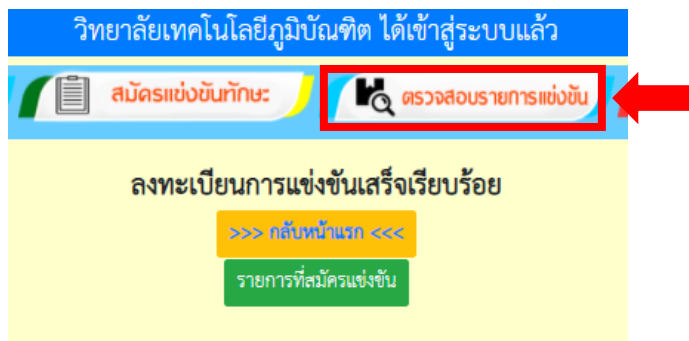 วิทยาลัยเทคโนโลยีภูมิบัณฑิต ได้เข้าสู่ระบบแล้ว
สมัครแข่งขันทักษะ ตรวจสอบรายการแข่งขัน
ลงทะเบียนการแข่งขันเสร็จเรียบร้อย
>>> กลับหน้าแรก <<<
รายการที่สมัครแข่งขัน